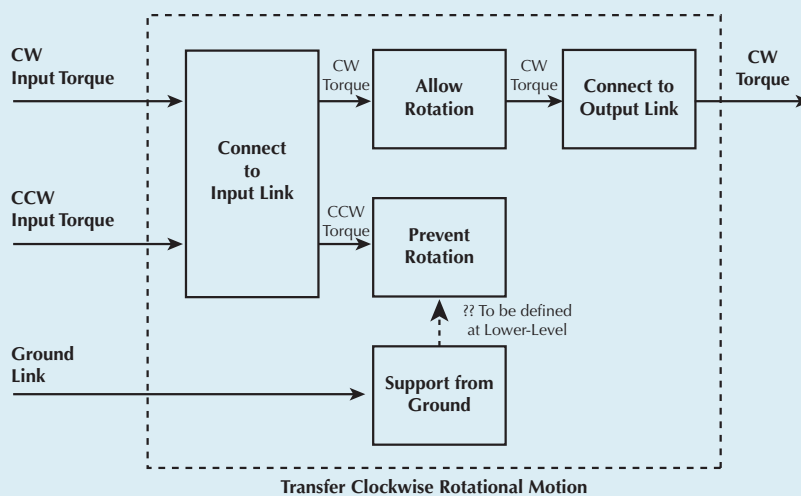 CW
Input Torque
CW
Torque
Allow
Rotation
CW
Torque
Connect to
Output Link
CW
Torque
Connect
to
Input Link
CCW
Input Torque
CCW
Torque
Prevent
Rotation
?? To be defined
at Lower-Level
Ground
Link
Support from
Ground
Transfer Clockwise Rotational Motion